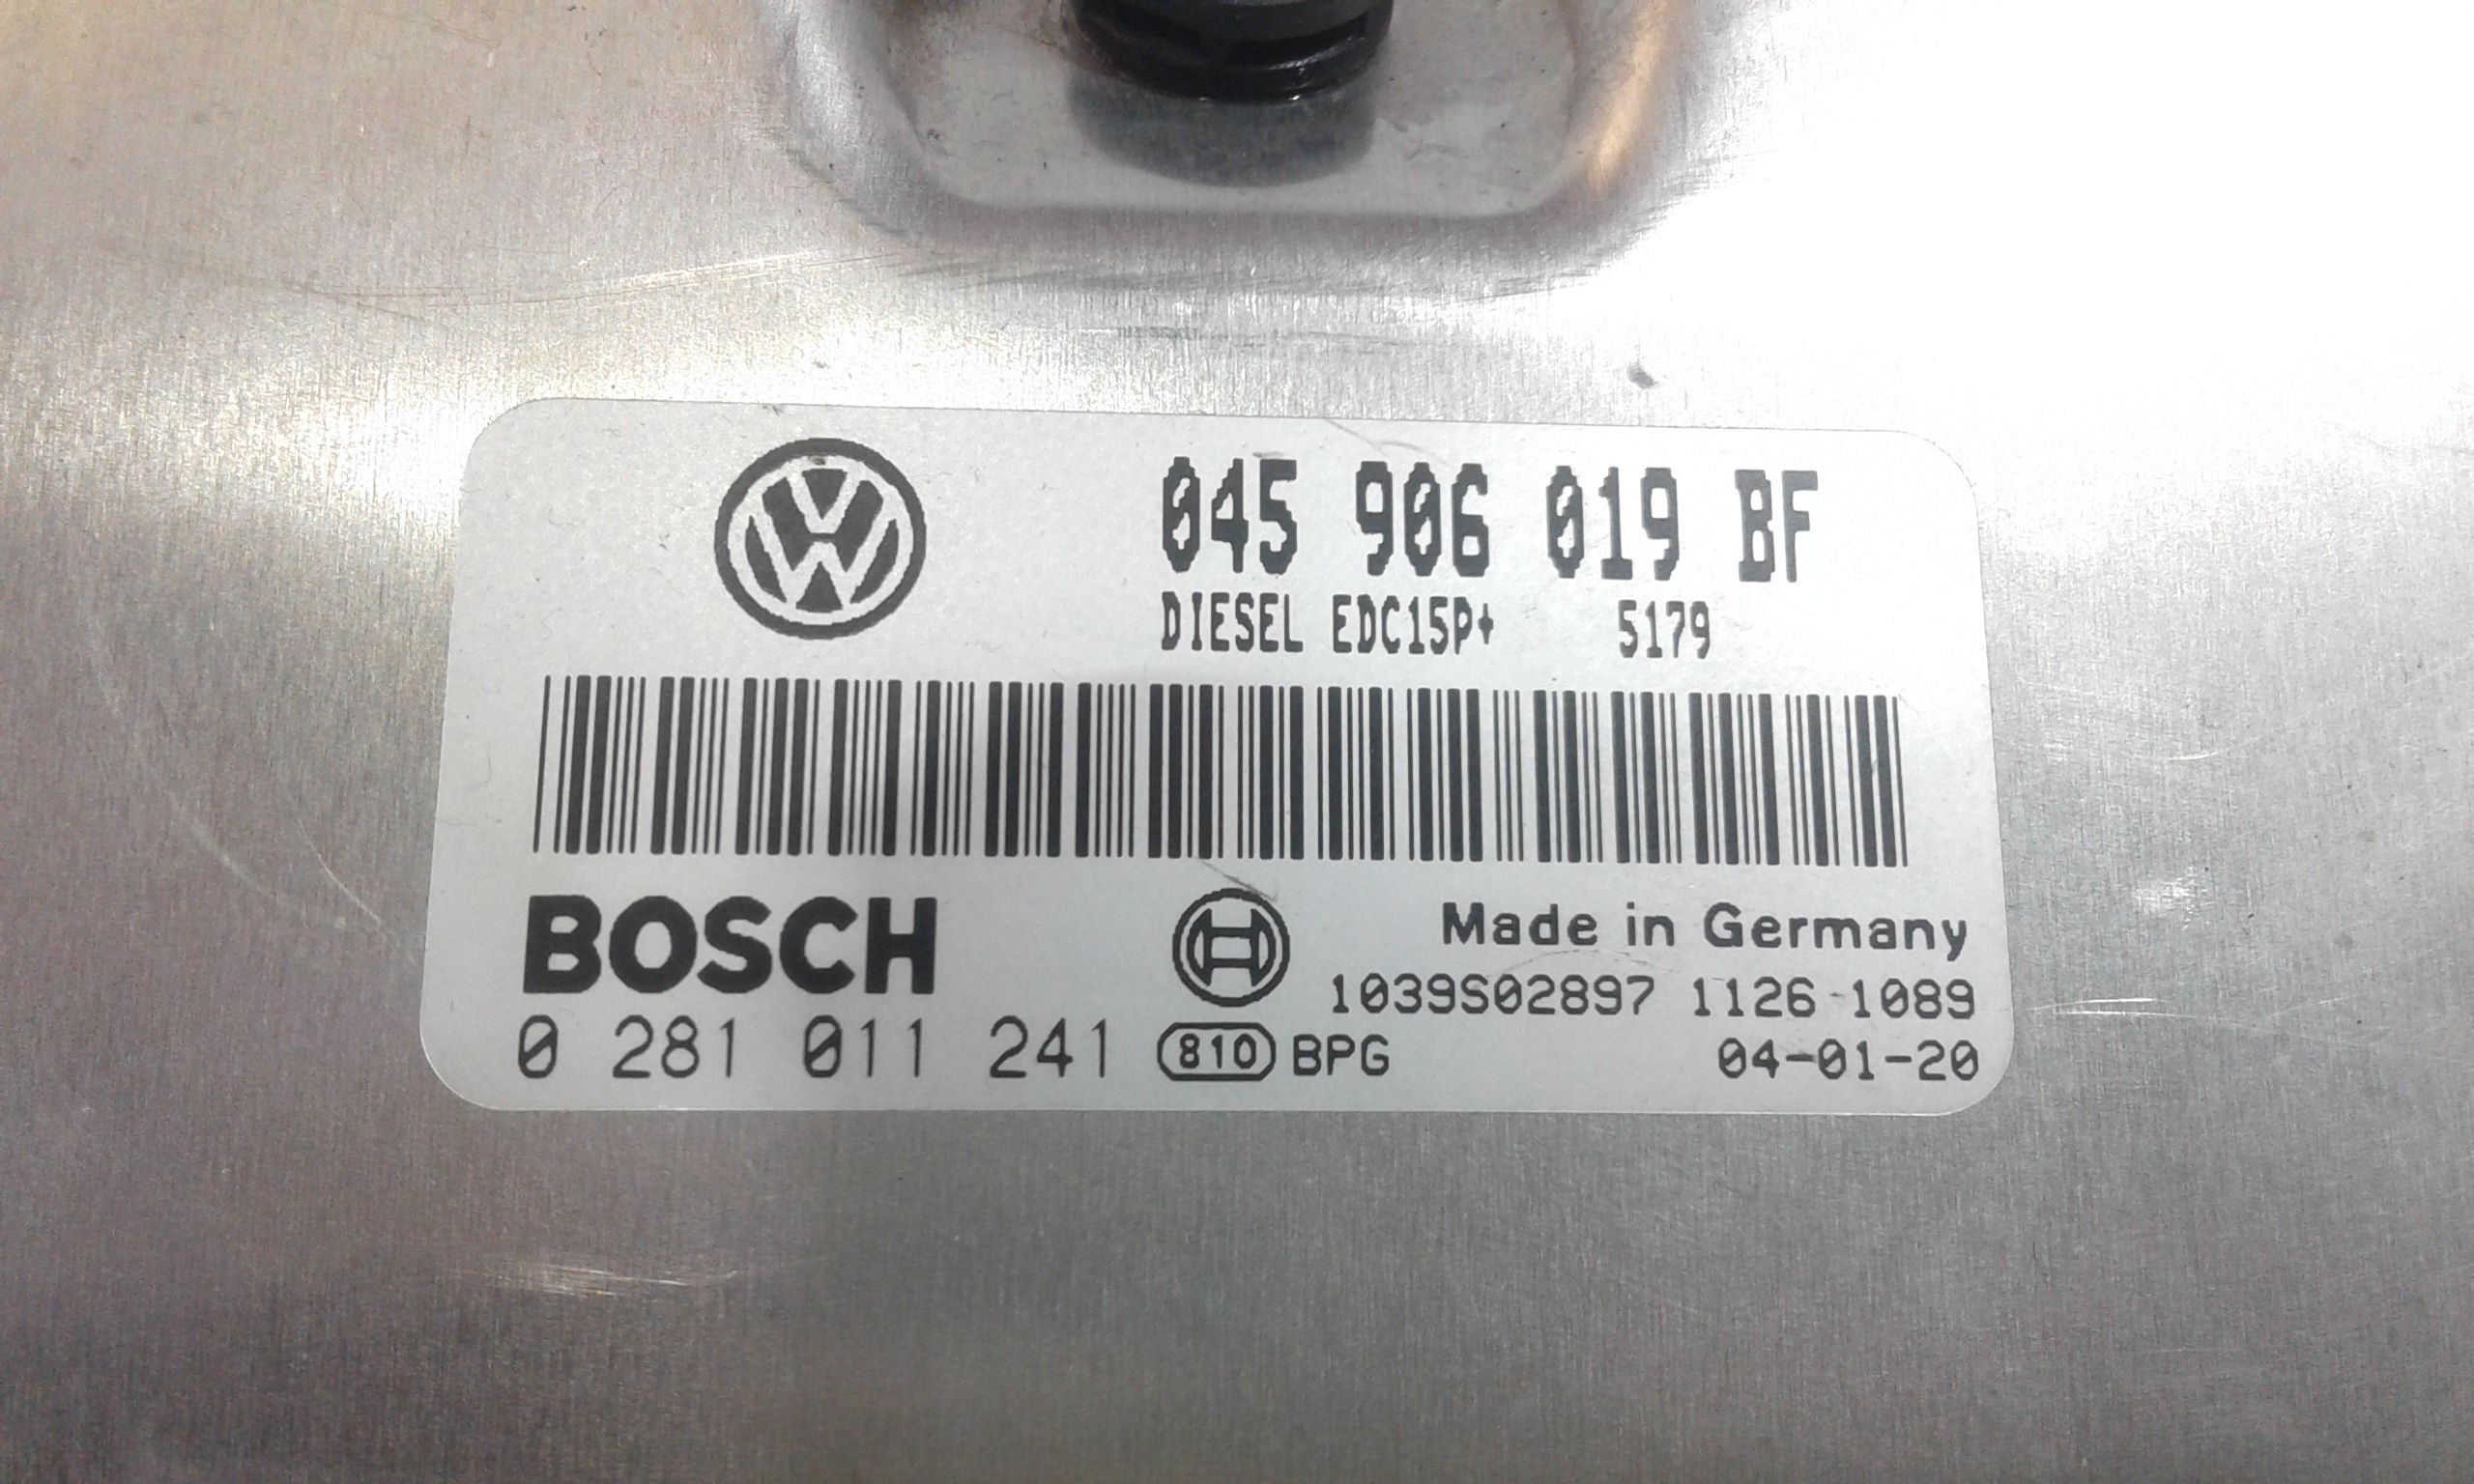 VW
045 906 019 BF
DIESEL EDC15P+ 5179
BOSCH
Made in Germany
1039S02897 1126 1089
0 281 011 241 810 BPG 04-01-20